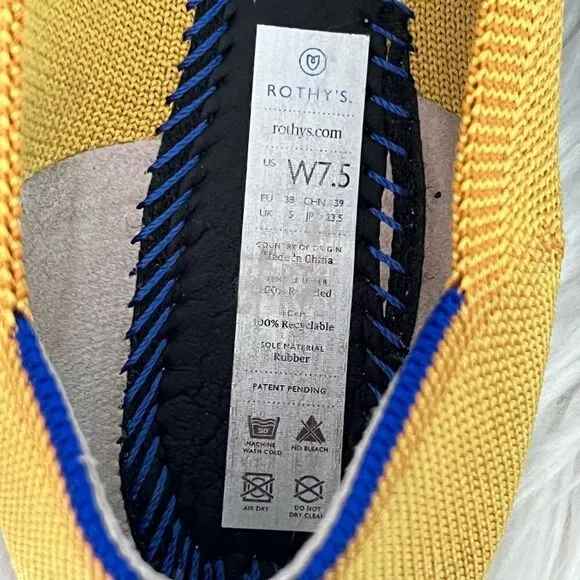 ROTHY'S.
rothys.com
US W7.5
EU 38 CHN 39
UK 5 JP 23.5
COUNTRY OF ORIGIN
Made in China
100% Recyclable
SOLE MATERIAL
Rubber
PATENT PENDING
30°
MACHINE WASH COLD
NO BLEACH
AIR DAY
DO NOT DRY CLEAN